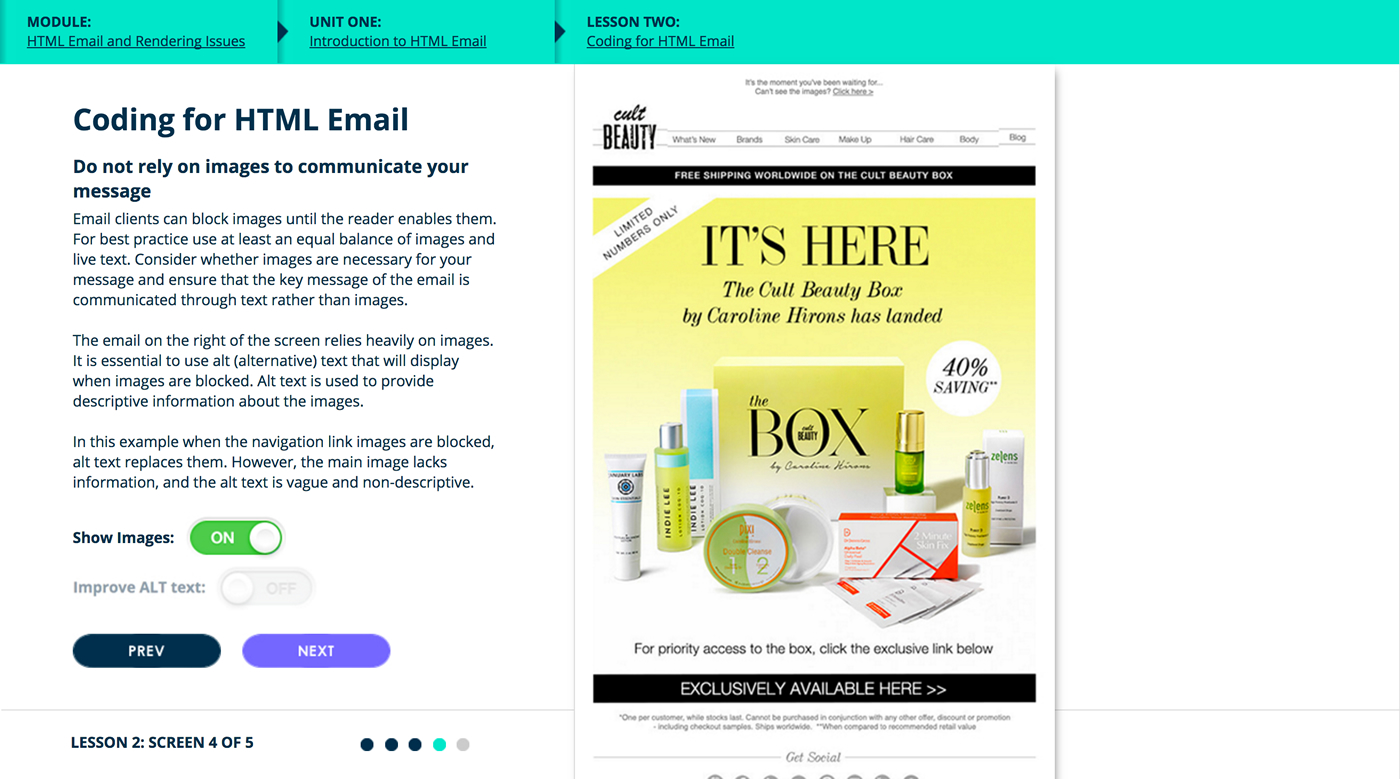 MODULE:
HTML Email and Rendering Issues
UNIT ONE:
Introduction to HTML Email
LESSON TWO:
Coding for HTML Email
Coding for HTML Email
Do not rely on images to communicate your
message
Email clients can block images until the reader enables them.
For best practice use at least an equal balance of images and
live text. Consider whether images are necessary for your
message and ensure that the key message of the email is
communicated through text rather than images.
The email on the right of the screen relies heavily on images.
It is essential to use alt (alternative) text that will display
when images are blocked. Alt text is used to provide
descriptive information about the images.
In this example when the navigation link images are blocked,
alt text replaces them. However, the main image lacks
information, and the alt text is vague and non-descriptive.
Show Images:
ON
Improve ALT text:
OFF
PREV
NEXT
LESSON 2: SCREEN 4 OF 5
It's the moment you've been waiting for...
Can't see the images? Click here >
cult
BEAUTY
What's New
Brands
Skin Care
Make Up
Hair Care
Body
Blog
FREE SHIPPING WORLDWIDE ON THE CULT BEAUTY BOX
LIMITED
NUMBERS ONLY
IT'S HERE
The Cult Beauty Box
by Caroline Hirons has landed
40%
SAVING**
the
BOX
cult
BEAUTY
by Caroline Hirons
INDIE LEE
INDIE LEE
pixi
Double Cleanse
1 2
2 Minute
zelens
zelens
For priority access to the box, click the exclusive link below
EXCLUSIVELY AVAILABLE HERE >>
*One per customer, while stocks last. Cannot be purchased in conjunction with any other offer, discount or promotion
- including checkout samples. Ships worldwide. **When compared to recommended retail value
Get Social